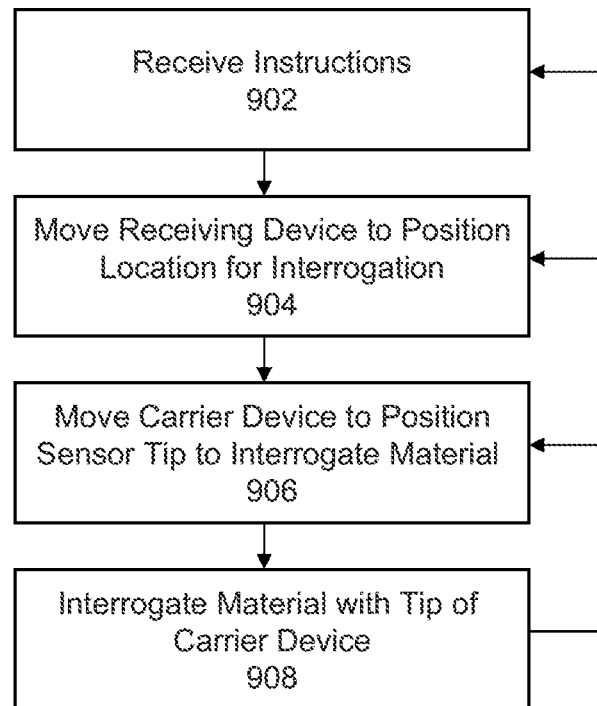 Receive Instructions
902
Move Receiving Device to Position
Location for Interrogation
904
Move Carrier Device to Position
Sensor Tip to Interrogate Material
906
Interrogate Material with Tip of
Carrier Device
908